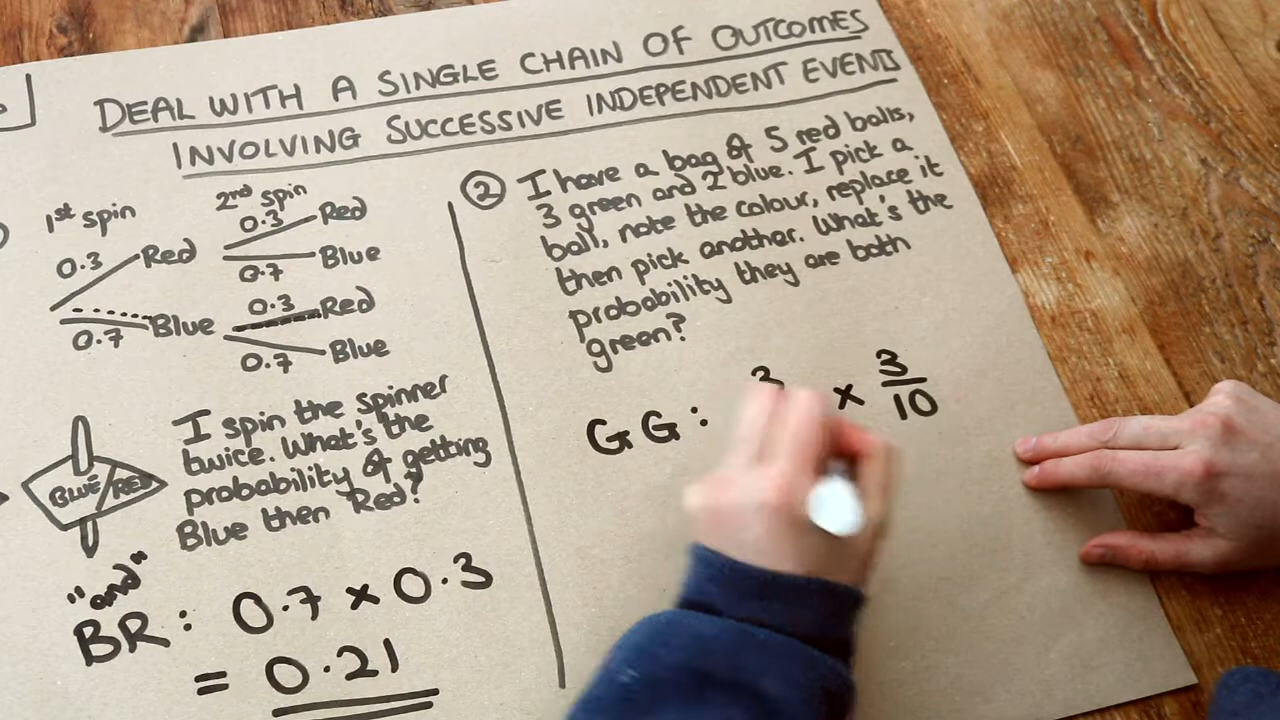 DEAL WITH A SINGLE CHAIN OF OUTCOMES
INVOLVING SUCCESSIVE INDEPENDENT EVENTS
1st spin
2nd spin
0.3
Red
0.3
Red
0.7
Blue
0.7
Blue
0.3
Red
0.7
Blue
BLUE/RED
I spin the spinner
twice. What's the
probability of getting
Blue then Red?
"and"
BR: 0.7 × 0.3
= 0.21
② I have a bag of 5 red balls,
3 green and 2 blue. I pick a
ball, note the colour, replace it
then pick another. What's the
probability they are both
green?
GG: 3 × 3/10